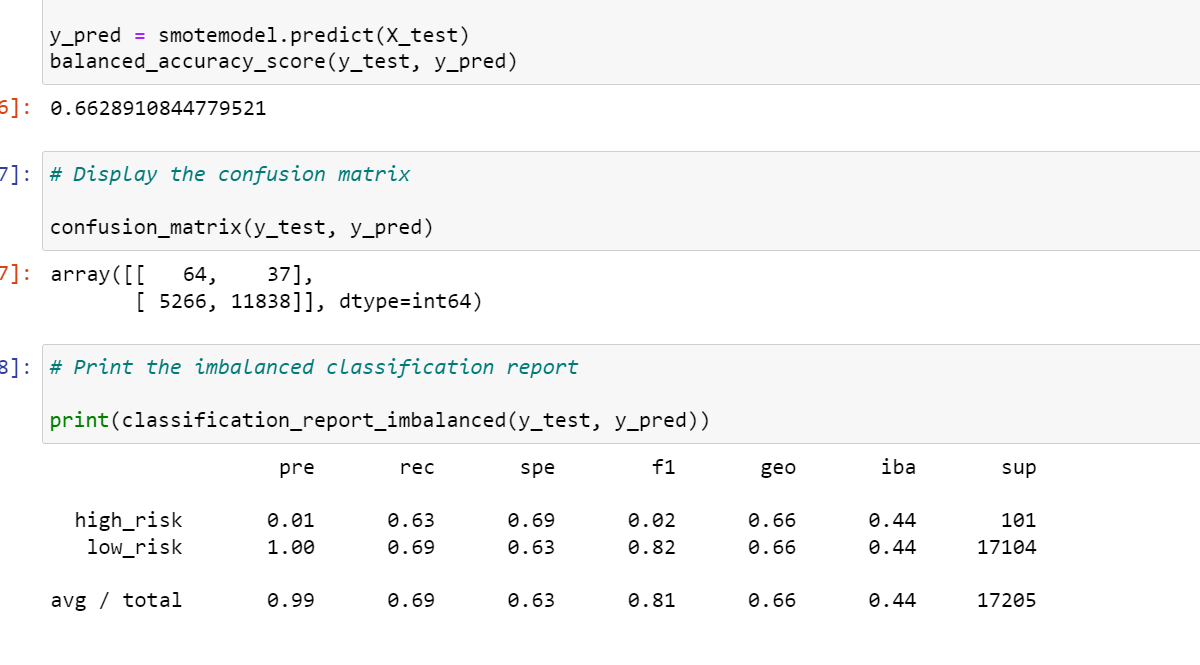 y_pred = smotemodel.predict(X_test)
balanced_accuracy_score(y_test, y_pred)
6]: 0.6628910844779521
7]: # Display the confusion matrix
confusion_matrix(y_test, y_pred)
7]: array([[   64,    37],
       [ 5266, 11838]], dtype=int64)
8]: # Print the imbalanced classification report
print(classification_report_imbalanced(y_test, y_pred))
pre rec spe f1 geo iba sup
high_risk 0.01 0.63 0.69 0.02 0.66 0.44 101
low_risk 1.00 0.69 0.63 0.82 0.66 0.44 17104
avg / total 0.99 0.69 0.63 0.81 0.66 0.44 17205